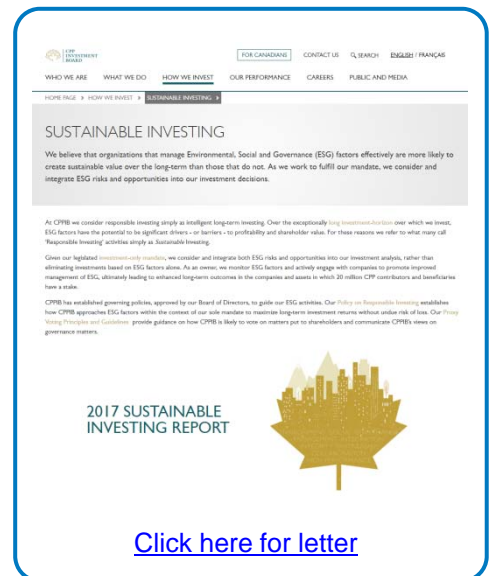 CPP
INVESTMENT
BOARD
FOR CANADIANS CONTACT US SEARCH ENGLISH / FRANÇAIS
WHO WE ARE WHAT WE DO HOW WE INVEST OUR PERFORMANCE CAREERS PUBLIC AND MEDIA
HOME PAGE HOW WE INVEST SUSTAINABLE INVESTING
SUSTAINABLE INVESTING
We believe that organizations that manage Environmental, Social and Governance (ESG) factors effectively are more likely to
create sustainable value over the long-term than those that do not. As we work to fulfill our mandate, we consider and
integrate ESG risks and opportunities into our investment decisions.
At CPPIB we consider responsible investing simply as intelligent long-term investing. Over the exceptionally long investment-horizon over which we invest,
ESG factors have the potential to be significant drivers - or barriers - to profitability and shareholder value. For these reasons we refer to what many call
'Responsible Investing' activities simply as Sustainable Investing.
Given our legislated investment-only mandate, we consider and integrate both ESG risks and opportunities into our investment analysis, rather than
eliminating investments based on ESG factors alone. As an owner, we monitor ESG factors and actively engage with companies to promote improved
management of ESG, ultimately leading to enhanced long-term outcomes in the companies and assets in which 20 million CPP contributors and beneficiaries
have a stake.
CPPIB has established governing policies, approved by our Board of Directors, to guide our ESG activities. Our Policy on Responsible Investing establishes
how CPPIB approaches ESG factors within the context of our sole mandate to maximize long-term investment returns without undue risk of loss. Our Proxy
Voting Principles and Guidelines provide guidance on how CPPIB is likely to vote on matters put to shareholders and communicate CPPIB's views on
governance matters.
2017 SUSTAINABLE
INVESTING REPORT
Click here for letter